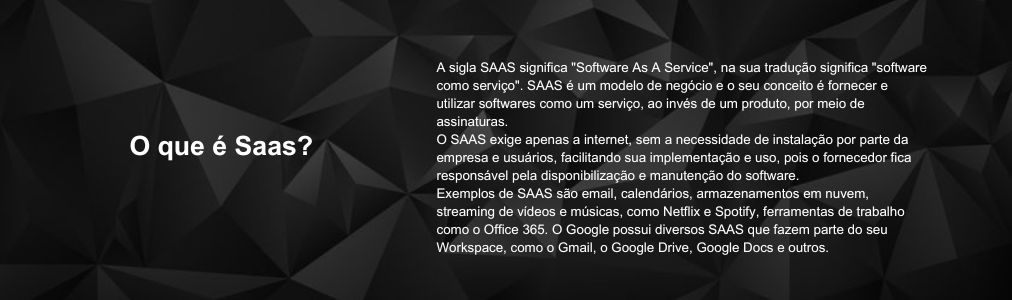 O que é Saas?
A sigla SAAS significa "Software As A Service", na sua tradução significa "software
como serviço". SAAS é um modelo de negócio e o seu conceito é fornecer e
utilizar softwares como um serviço, ao invés de um produto, por meio de
assinaturas.
O SAAS exige apenas a internet, sem a necessidade de instalação por parte da
empresa e usuários, facilitando sua implementação e uso, pois o fornecedor fica
responsável pela disponibilização e manutenção do software.
Exemplos de SAAS são email, calendários, armazenamentos em nuvem,
streaming de vídeos e músicas, como Netflix e Spotify, ferramentas de trabalho
como o Office 365. O Google possui diversos SAAS que fazem parte do seu
Workspace, como o Gmail, o Google Drive, Google Docs e outros.